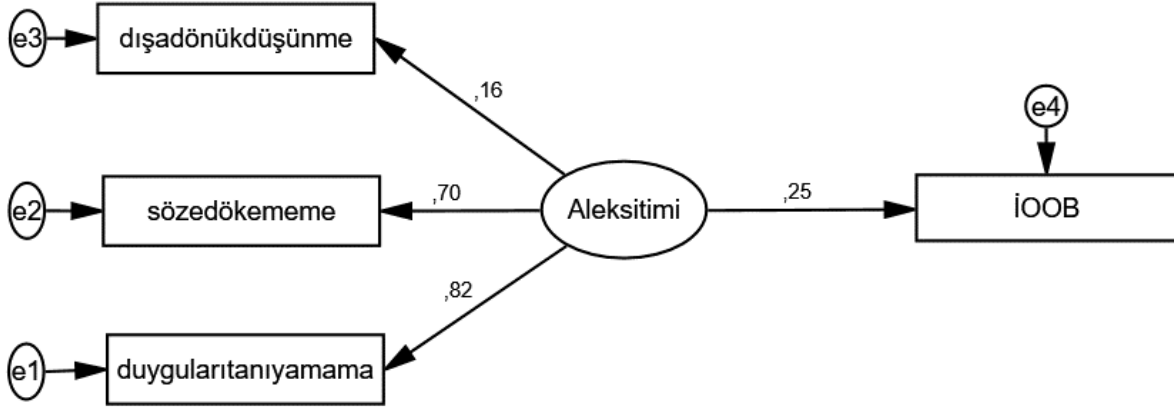 e3
dışadönükdüşünme
,16
e4
e2
sözedökememe
,70
Aleksitimi
,25
İOOB
,82
e1
duygularıtanıyamama